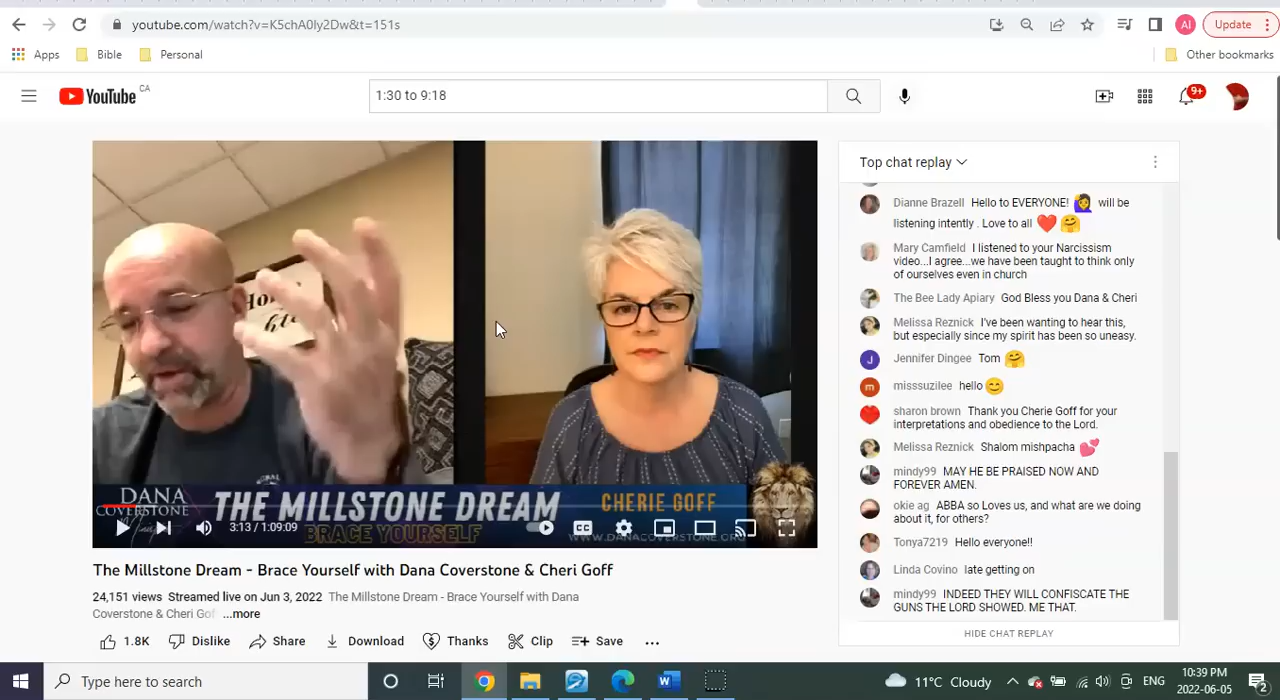 youtube.com/watch?v=K5chA0ly2Dw&t=151s
Update
Apps
Bible
Personal
Other bookmarks
YouTube CA
1:30 to 9:18
9+
AI
Top chat replay
Dianne Brazell Hello to EVERYONE! will be
listening intently . Love to all
Mary Camfield I listened to your Narcissism
video...I agree...we have been taught to think only
of ourselves even in church
The Bee Lady Apiary God Bless you Dana & Cheri
Melissa Reznick I've been wanting to hear this,
but especially since my spirit has been so uneasy.
J
Jennifer Dingee Tom
m
misssuzilee hello
sharon brown Thank you Cherie Goff for your
interpretations and obedience to the Lord.
Melissa Reznick Shalom mishpacha
mindy99 MAY HE BE PRAISED NOW AND
FOREVER AMEN.
okie ag ABBA so Loves us, and what are we doing
about it, for others?
Tonya7219 Hello everyone!!
Linda Covino late getting on
mindy99 INDEED THEY WILL CONFISCATE THE
GUNS THE LORD SHOWED. ME THAT.
HIDE CHAT REPLAY
DANA
COVERSTONE
THE MILLSTONE DREAM
CHERIE GOFF
BRACE YOURSELF
WWW.DANACOVERSTONE.ORG
3:13 / 1:09:09
CC
The Millstone Dream - Brace Yourself with Dana Coverstone & Cheri Goff
24,151 views Streamed live on Jun 3, 2022 The Millstone Dream - Brace Yourself with Dana
Coverstone & Cheri Gof ...more
1.8K
Dislike
Share
Download
Thanks
Clip
Save
Type here to search
11°C Cloudy
ENG
10:39 PM
2022-06-05
2